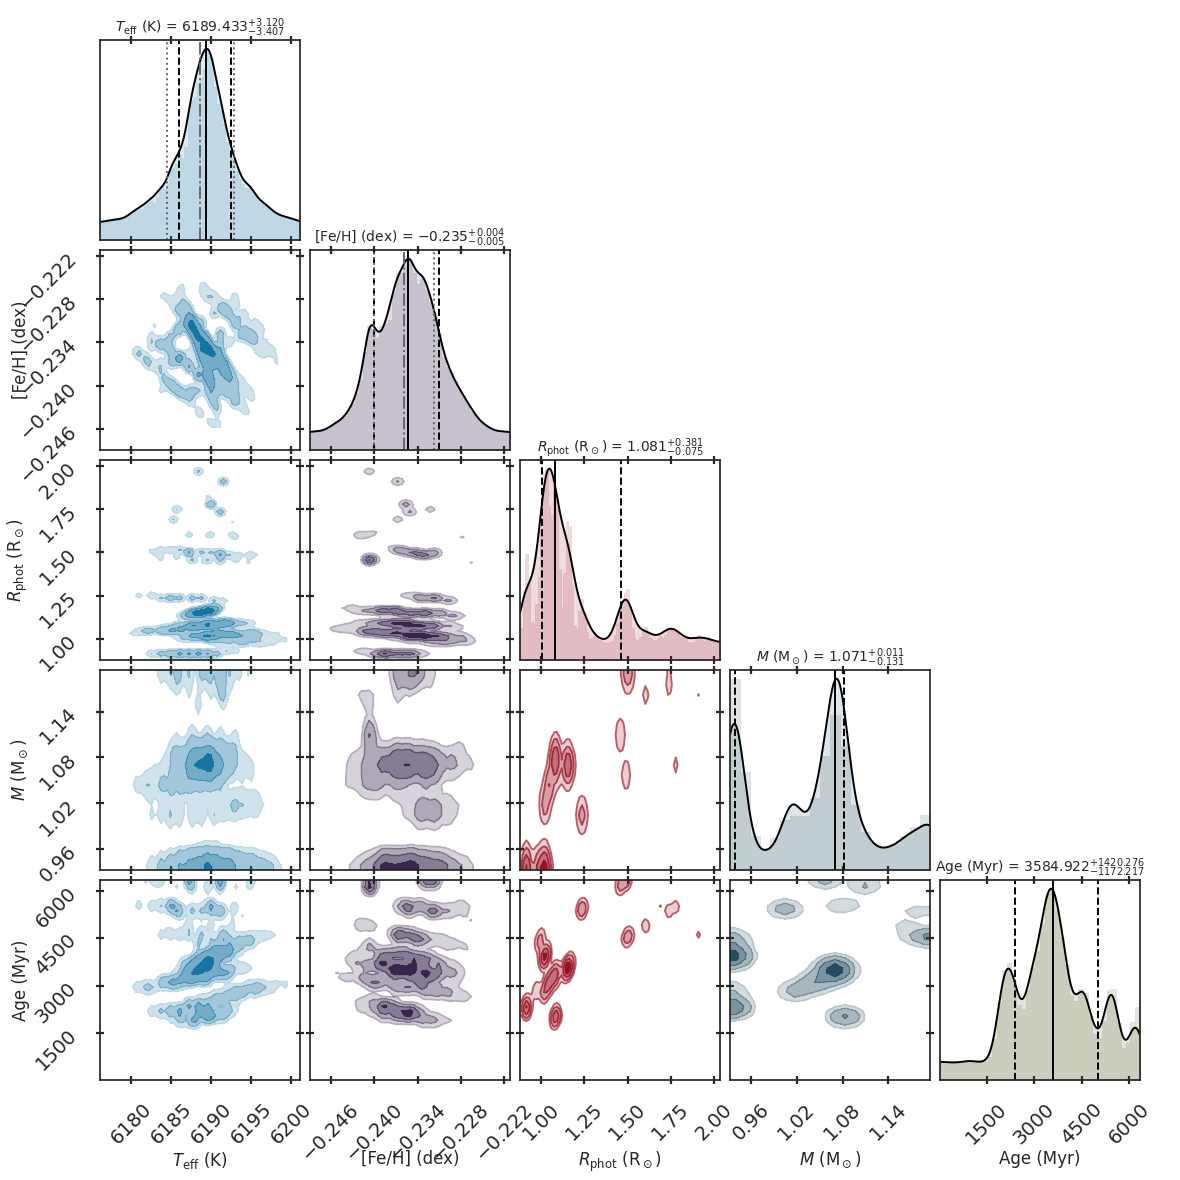 T_eff (K) = 6189.433^{+3.120}_{−3.407}
[Fe/H] (dex) = −0.235^{+0.004}_{−0.005}
[Fe/H] (dex)
−0.222
−0.228
−0.234
−0.240
−0.246
R_phot (R_⊙) = 1.081^{+0.381}_{−0.075}
R_phot (R_⊙)
2.00
1.75
1.50
1.25
1.00
M (M_⊙) = 1.071^{+0.011}_{−0.131}
M (M_⊙)
1.14
1.08
1.02
0.96
Age (Myr) = 3584.922^{+1420.276}_{−1172.217}
Age (Myr)
6000
4500
3000
1500
6180 6185 6190 6195 6200
−0.246 −0.240 −0.234 −0.228 −0.222
1.00 1.25 1.50 1.75 2.00
0.96 1.02 1.08 1.14
1500 3000 4500 6000
T_eff (K)
[Fe/H] (dex)
R_phot (R_⊙)
M (M_⊙)
Age (Myr)